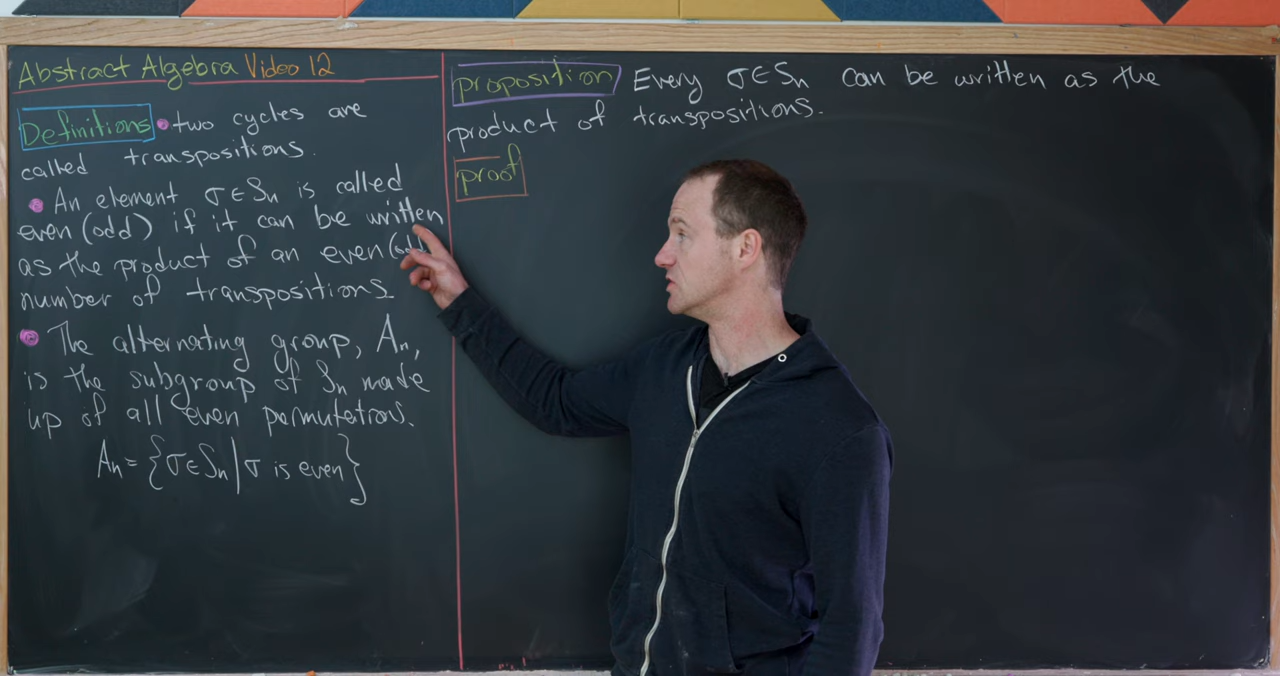 Abstract Algebra Video 12
Definitions • two cycles are
called transpositions.
• An element σ∈Sn is called
even (odd) if it can be written
as the product of an even (odd
number of transpositions
• The alternating group, An,
is the subgroup of Sn made
up of all even permutations.
An = {σ∈Sn | σ is even}
proposition Every σ∈Sn can be written as the
product of transpositions.
proof